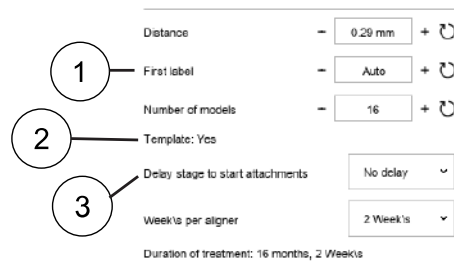 Distance − 0.29 mm +
1 First label − Auto +
Number of models − 16 +
2 Template: Yes
3 Delay stage to start attachments No delay
Week\s per aligner 2 Week\s
Duration of treatment: 16 months, 2 Week\s